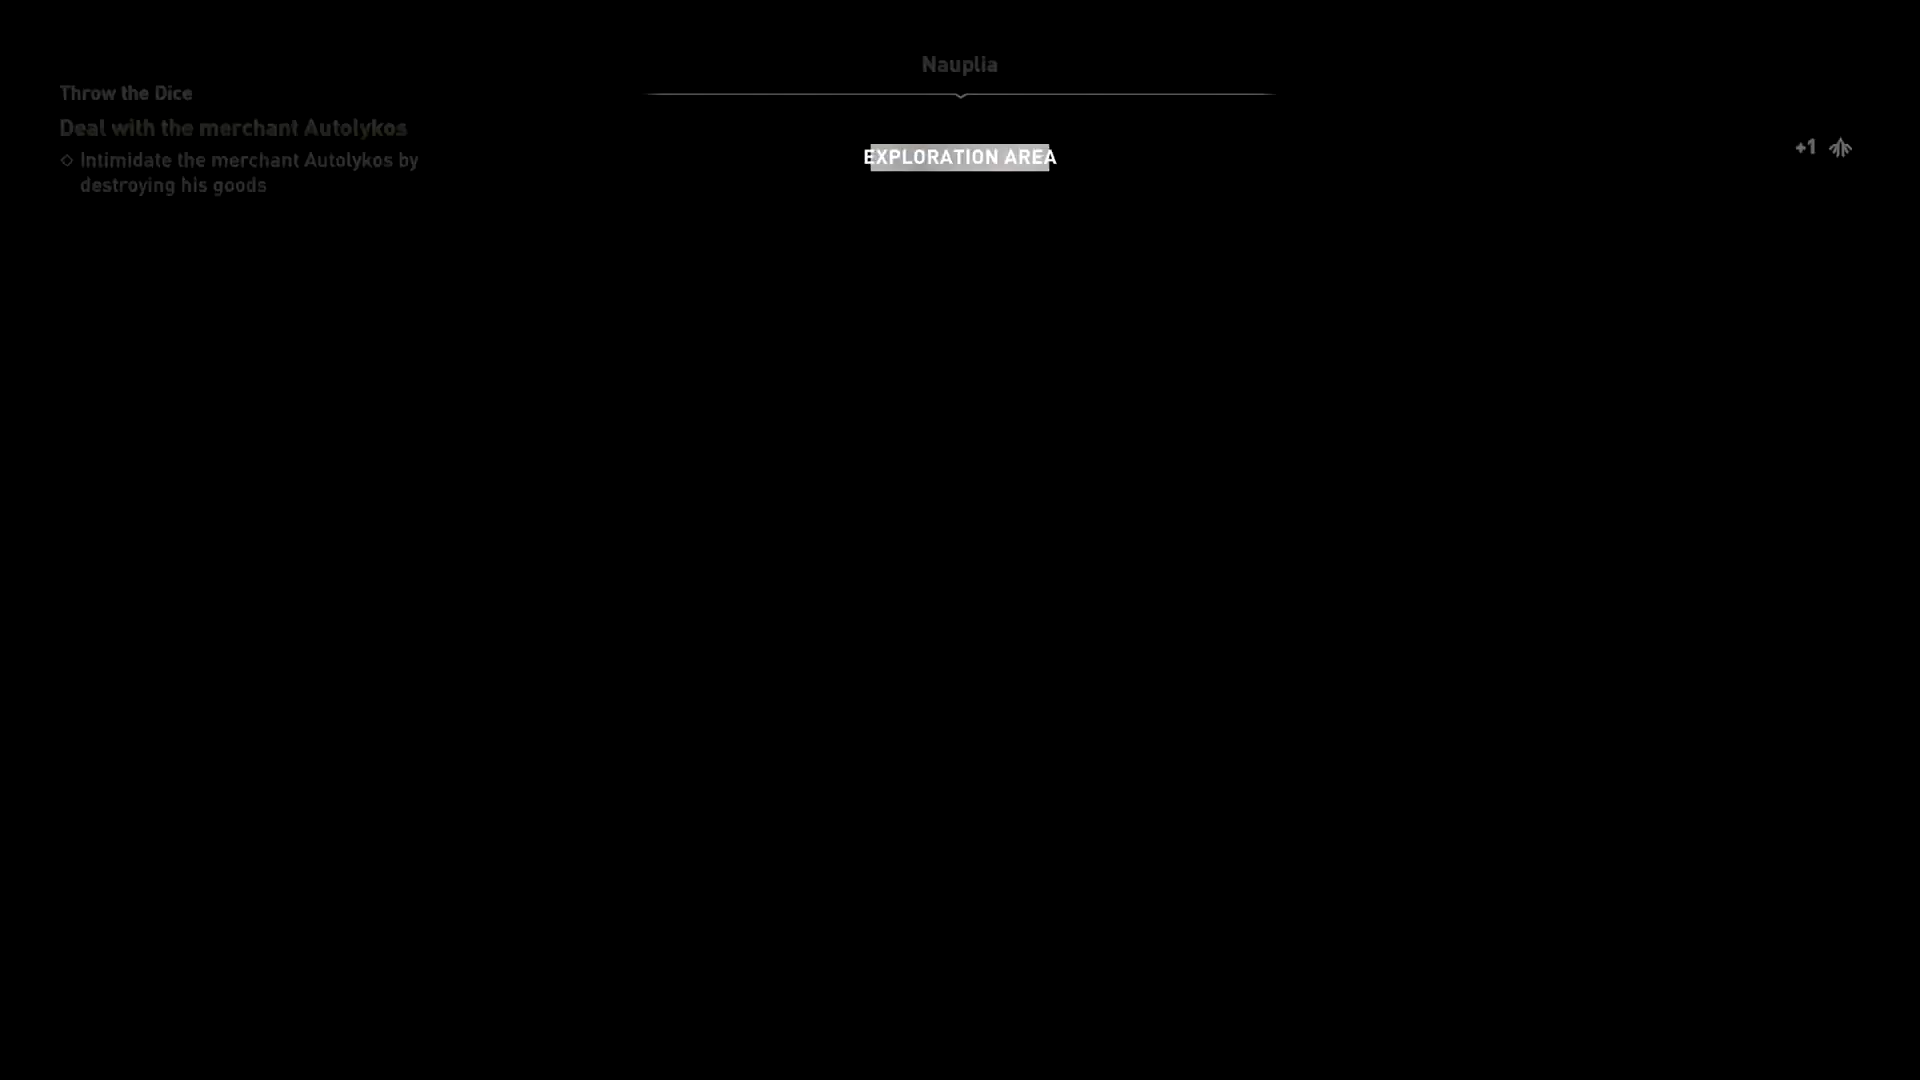 Nauplia
Throw the Dice
Deal with the merchant Autolykos
Intimidate the merchant Autolykos by
destroying his goods
EXPLORATION AREA
+1